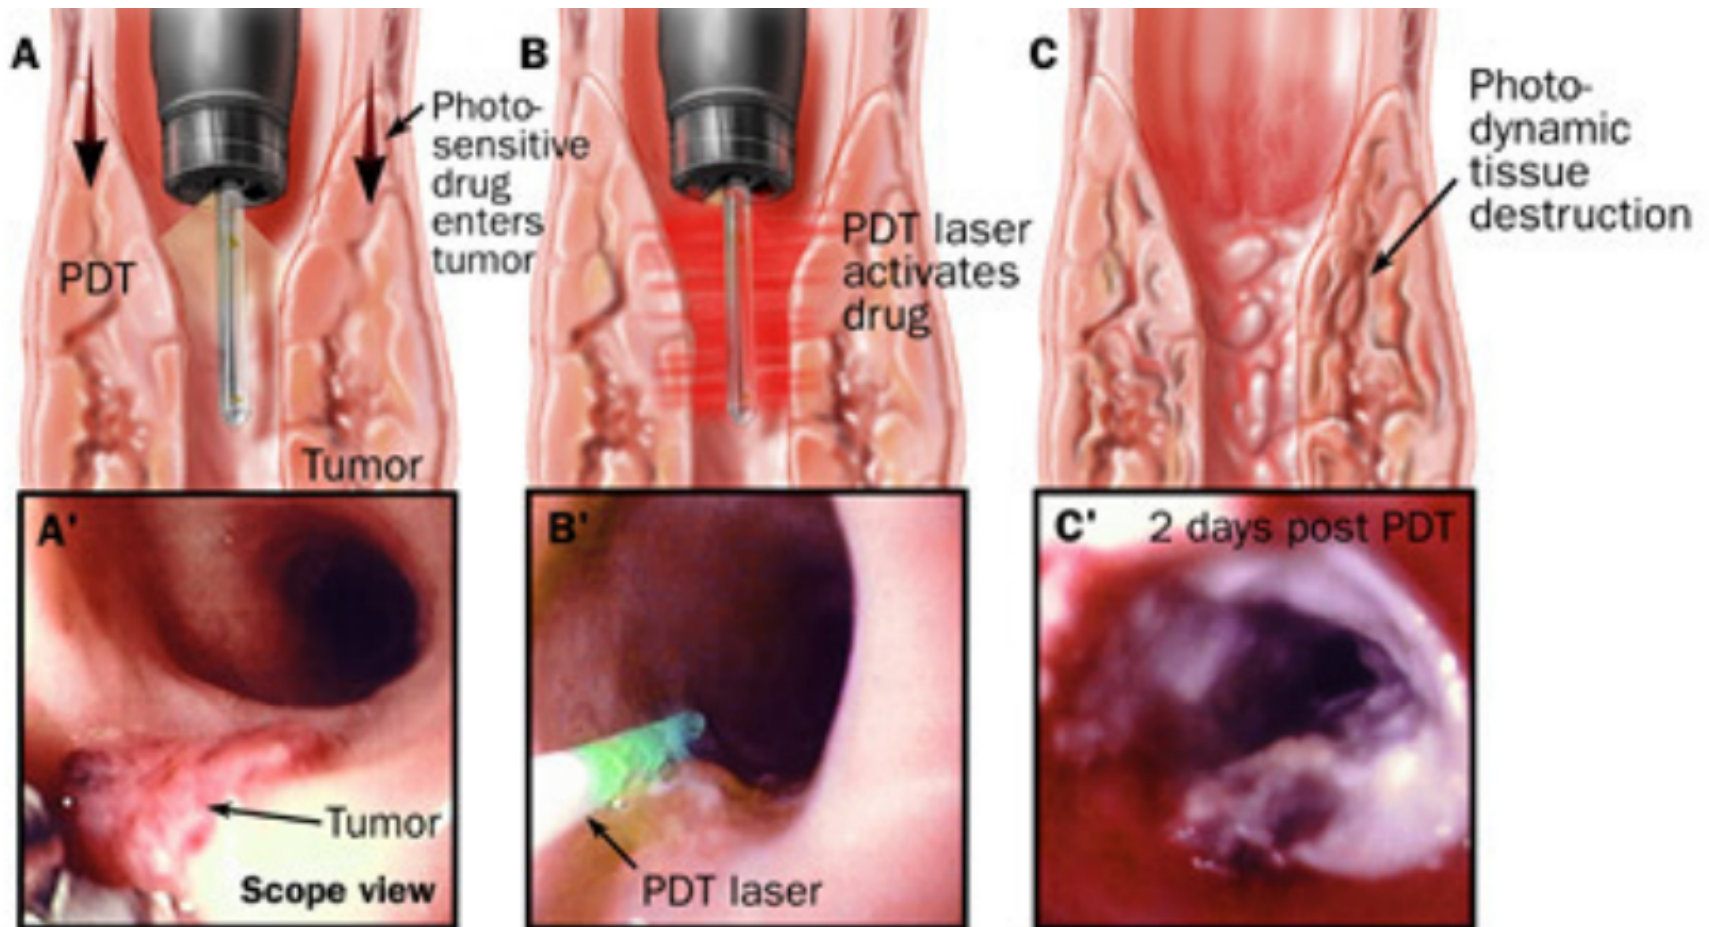 A
Photo-
sensitive
drug
enters
tumor
PDT
Tumor
B
PDT laser
activates
drug
C
Photo-
dynamic
tissue
destruction
A'
Tumor
Scope view
B'
PDT laser
C'
2 days post PDT